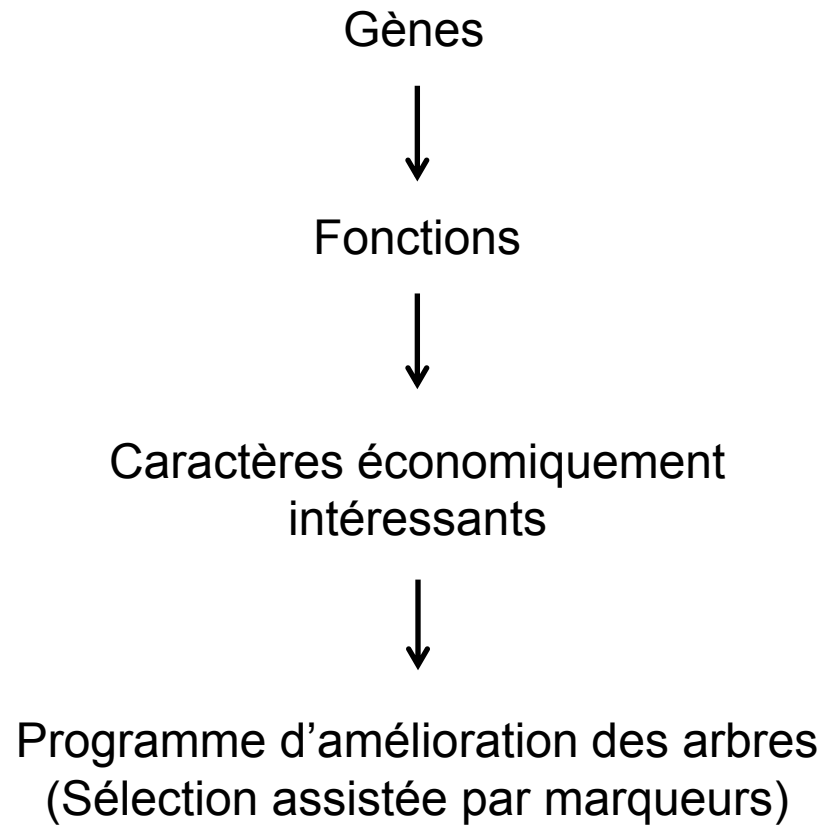 Gènes
Fonctions
Caractères économiquement
intéressants
Programme d’amélioration des arbres
(Sélection assistée par marqueurs)